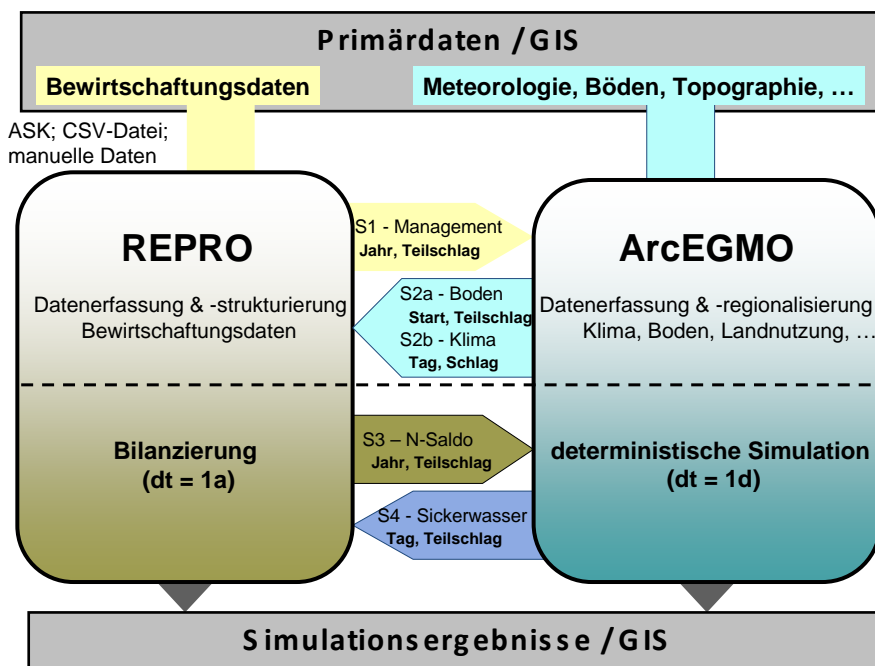 Primärdaten / GIS
Bewirtschaftungsdaten
Meteorologie, Böden, Topographie, …
ASK; CSV-Datei;
manuelle Daten
REPRO
Datenerfassung & -strukturierung
Bewirtschaftungsdaten
Bilanzierung
(dt = 1a)
S1 - Management
Jahr, Teilschlag
S2a - Boden
Start, Teilschlag
S2b - Klima
Tag, Schlag
S3 – N-Saldo
Jahr, Teilschlag
S4 - Sickerwasser
Tag, Teilschlag
ArcEGMO
Datenerfassung & -regionalisierung
Klima, Boden, Landnutzung, …
deterministische Simulation
(dt = 1d)
Simulationsergebnisse / GIS